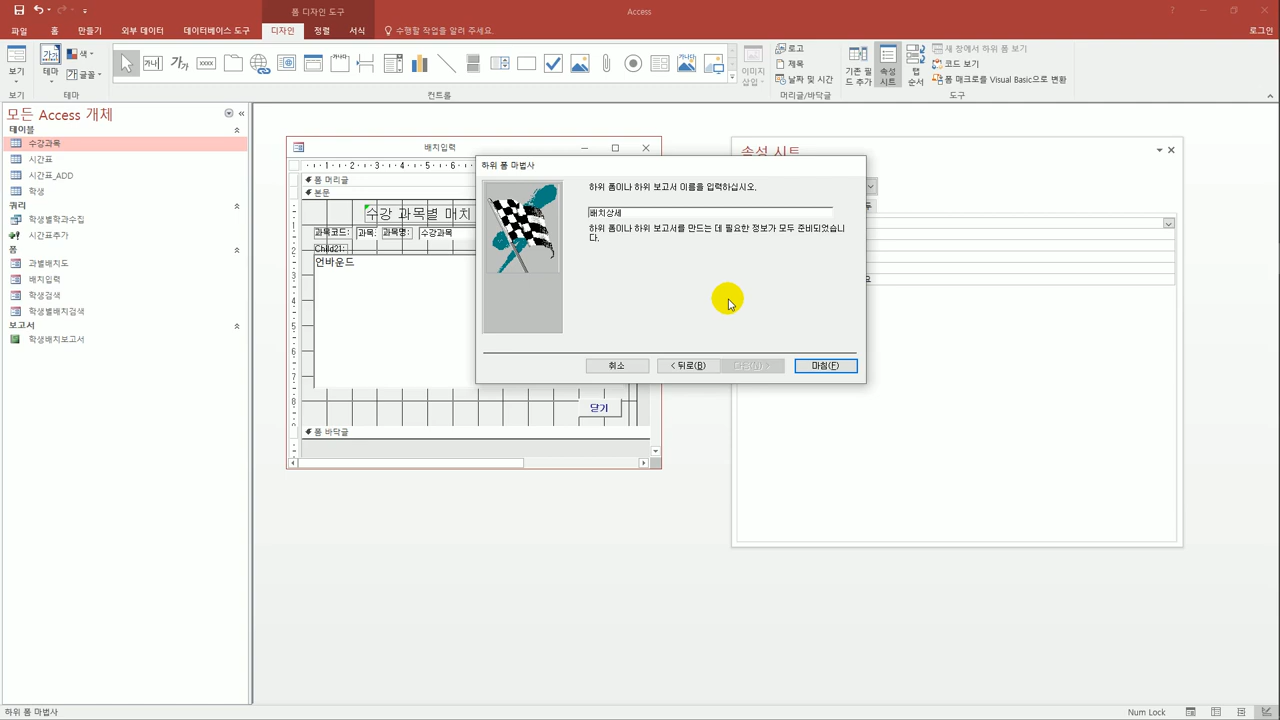 폼 디자인 도구
Access
파일
홈
만들기
외부 데이터
데이터베이스 도구
디자인
정렬
서식
수행할 작업을 알려 주세요.
로그인
보기
테마
색
글꼴
이미지
삽입
로고
제목
날짜 및 시간
기존 필
드 추가
속성
시트
탭
순서
새 창에서 하위 폼 보기
코드 보기
폼 매크로를 Visual Basic으로 변환
보기
테마
컨트롤
머리글/바닥글
도구
모든 Access 개체
테이블
수강과목
시간표
시간표_ADD
학생
쿼리
학생별학과수집
시간표추가
폼
과별배치도
배치입력
학생검색
학생별배치검색
보고서
학생배치보고서
배치입력
폼 머리글
본문
과목코드:
과목:
과목명:
수강과목
Child21:
언바운드
닫기
폼 바닥글
속성 시트
하위 폼 마법사
하위 폼이나 하위 보고서 이름을 입력하십시오.
배치상세
하위 폼이나 하위 보고서를 만드는 데 필요한 정보가 모두 준비되었습니
다.
취소
< 뒤로(B)
다음(N) >
마침(F)
하위 폼 마법사
Num Lock